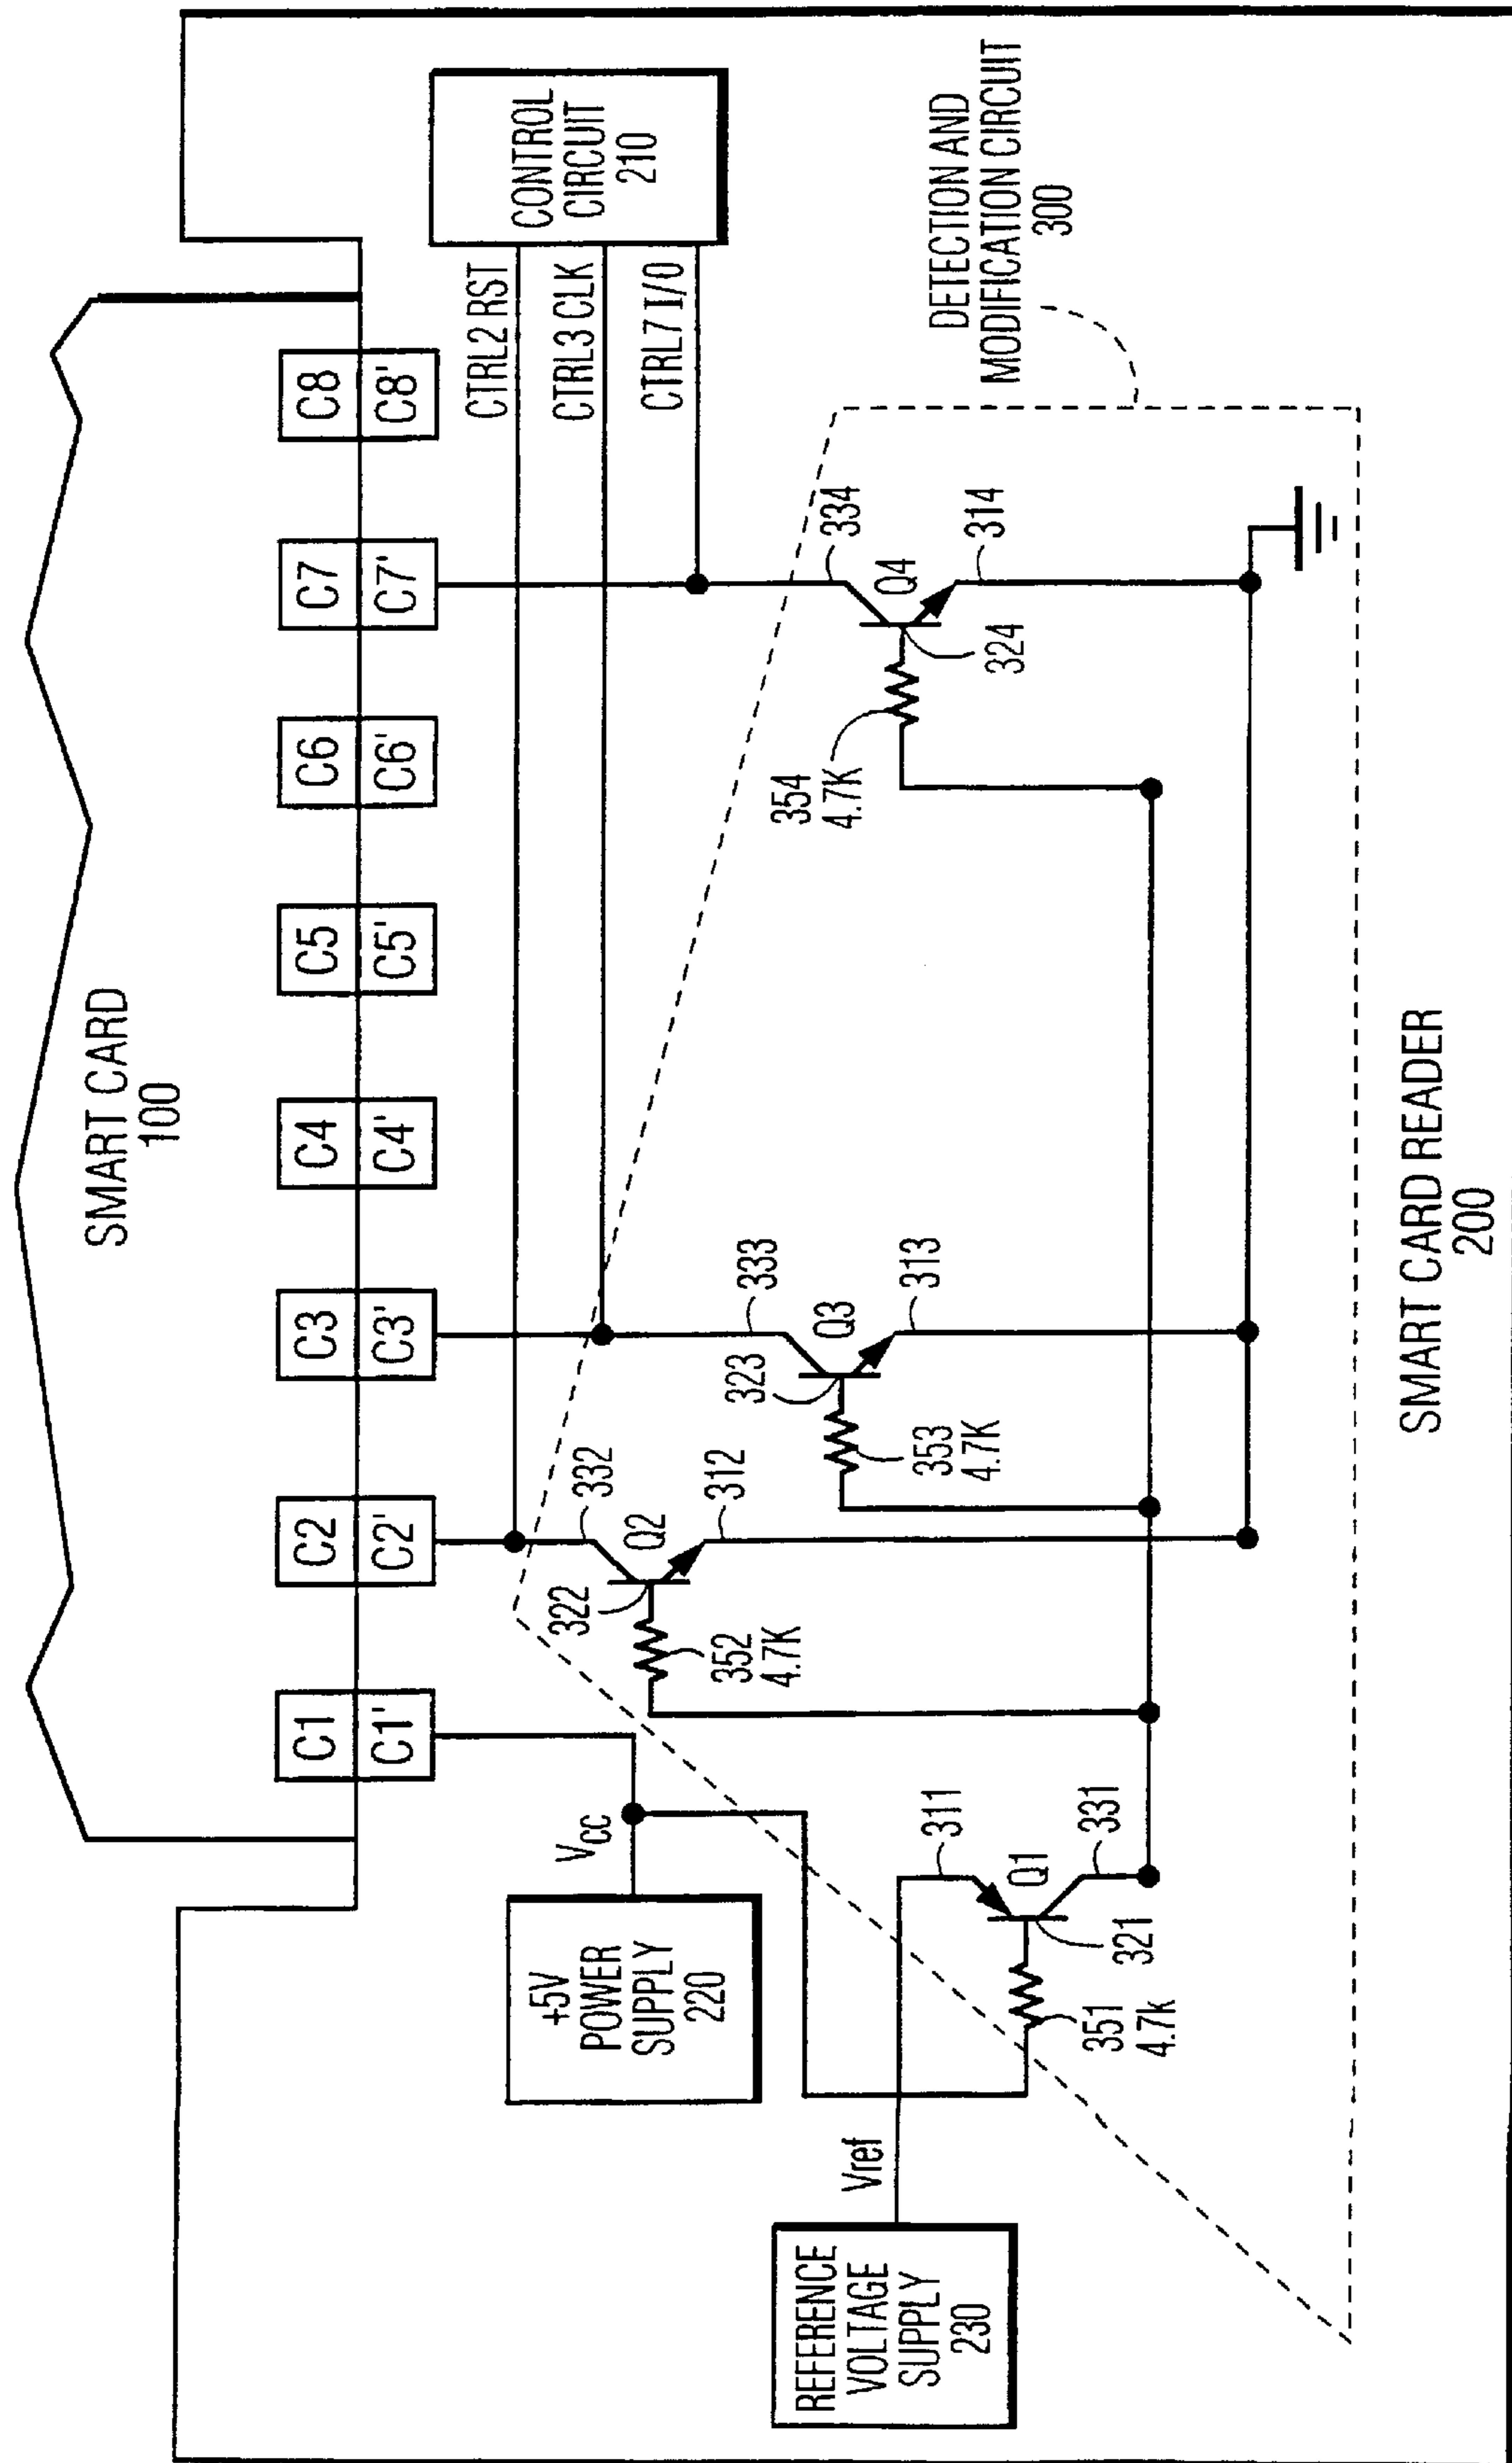 SMART CARD
100
C1
C2
C3
C4
C5
C6
C7
C8
C1'
C2'
C3'
C4'
C5'
C6'
C7'
C8'
CTRL2 RST
CTRL3 CLK
CTRL7 I/O
CONTROL
CIRCUIT
210
+5V
POWER
SUPPLY
220
VCC
REFERENCE
VOLTAGE
SUPPLY
230
Vref
311
Q1
321
331
351
4.7k
332
Q2
322
312
352
4.7K
333
Q3
323
313
353
4.7K
334
Q4
324
314
354
4.7K
DETECTION AND
MODIFICATION CIRCUIT
300
SMART CARD READER
200